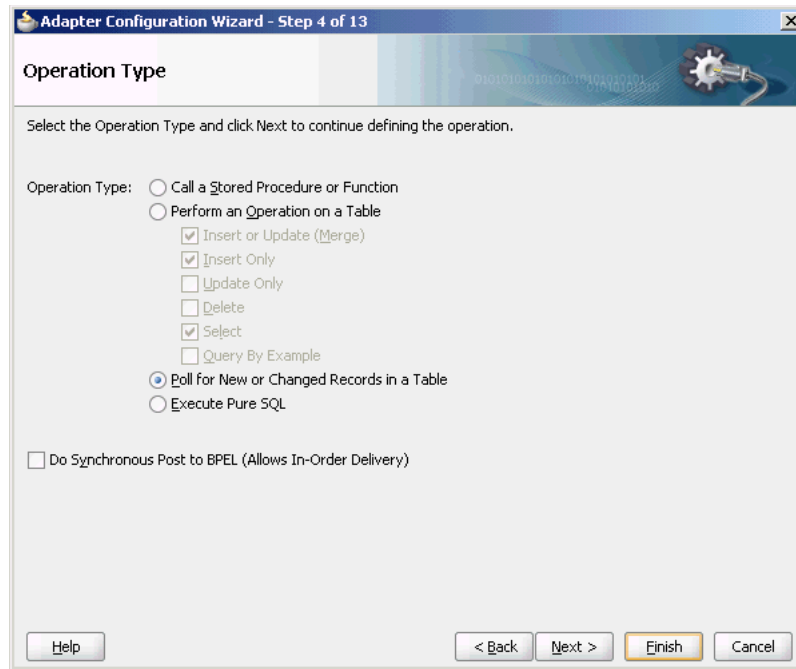 Adapter Configuration Wizard - Step 4 of 13
Operation Type
Select the Operation Type and click Next to continue defining the operation.
Operation Type: Call a Stored Procedure or Function
Perform an Operation on a Table
Insert or Update (Merge)
Insert Only
Update Only
Delete
Select
Query By Example
Poll for New or Changed Records in a Table
Execute Pure SQL
Do Synchronous Post to BPEL (Allows In-Order Delivery)
Help < Back Next > Finish Cancel